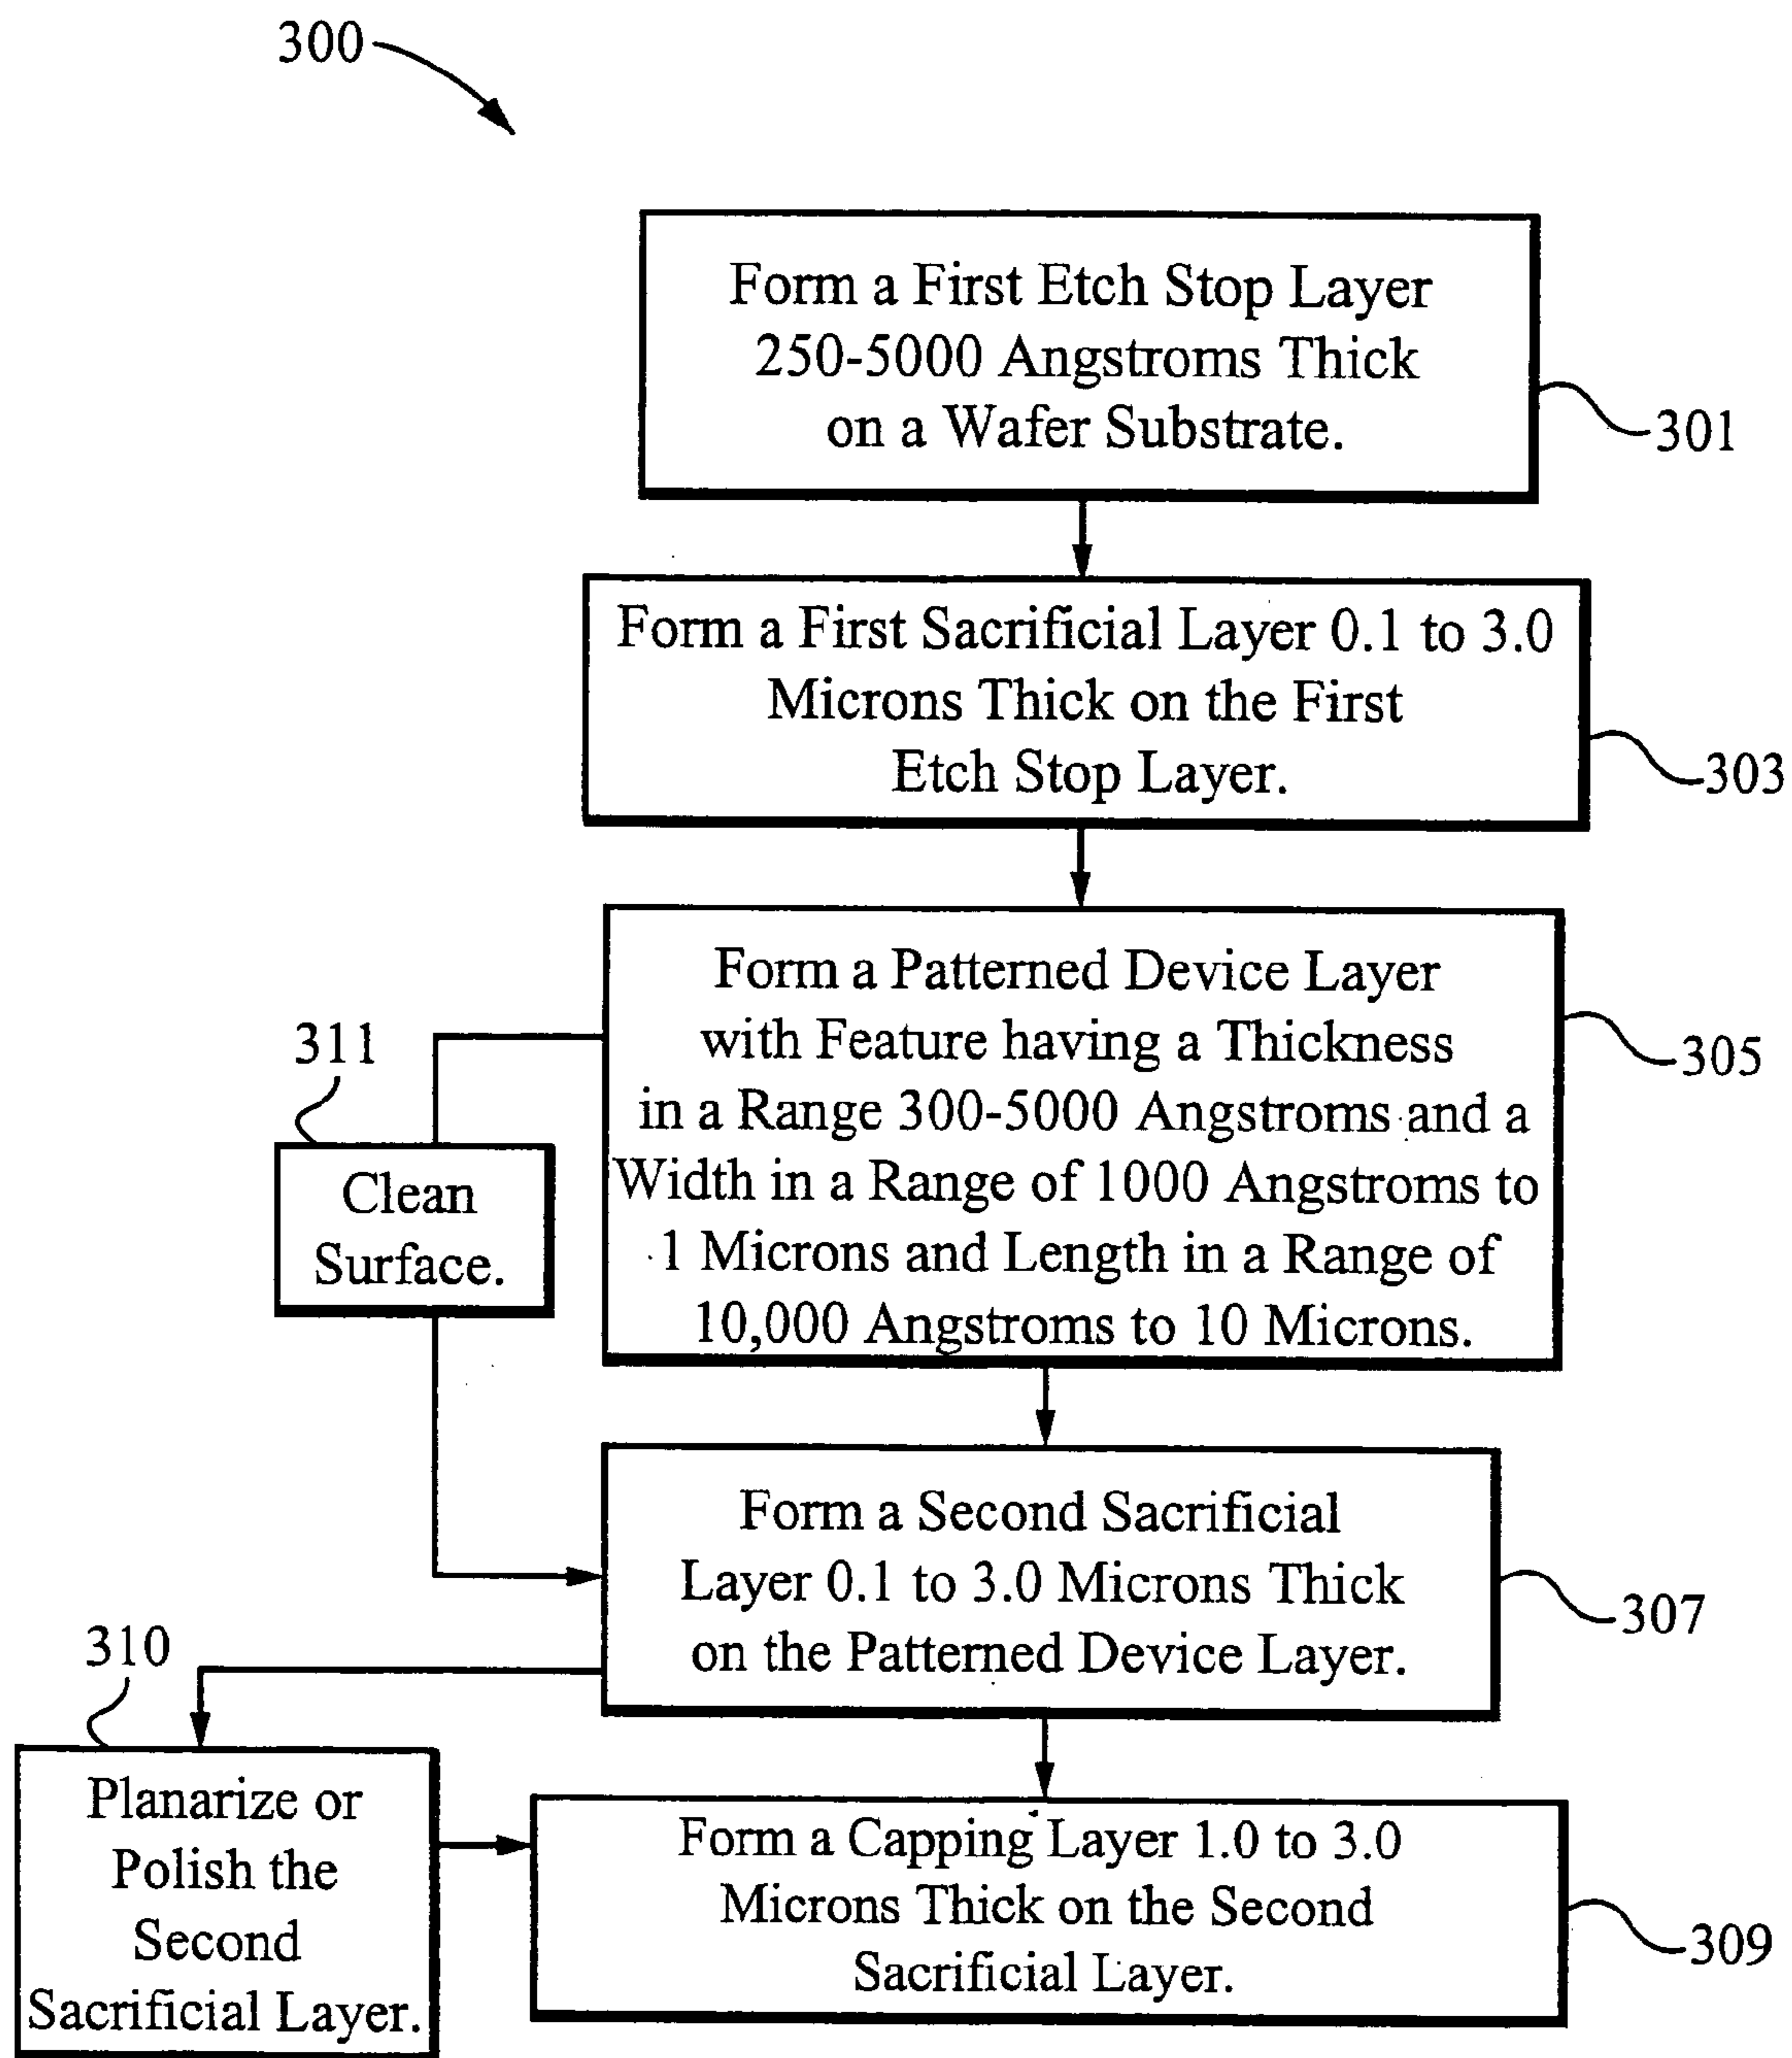 300
Form a First Etch Stop Layer
250-5000 Angstroms Thick
on a Wafer Substrate.
301
Form a First Sacrificial Layer 0.1 to 3.0
Microns Thick on the First
Etch Stop Layer.
303
Form a Patterned Device Layer
with Feature having a Thickness
in a Range 300-5000 Angstroms and a
Width in a Range of 1000 Angstroms to
1 Microns and Length in a Range of
10,000 Angstroms to 10 Microns.
305
311
Clean
Surface.
Form a Second Sacrificial
Layer 0.1 to 3.0 Microns Thick
on the Patterned Device Layer.
307
310
Planarize or
Polish the
Second
Sacrificial Layer.
Form a Capping Layer 1.0 to 3.0
Microns Thick on the Second
Sacrificial Layer.
309